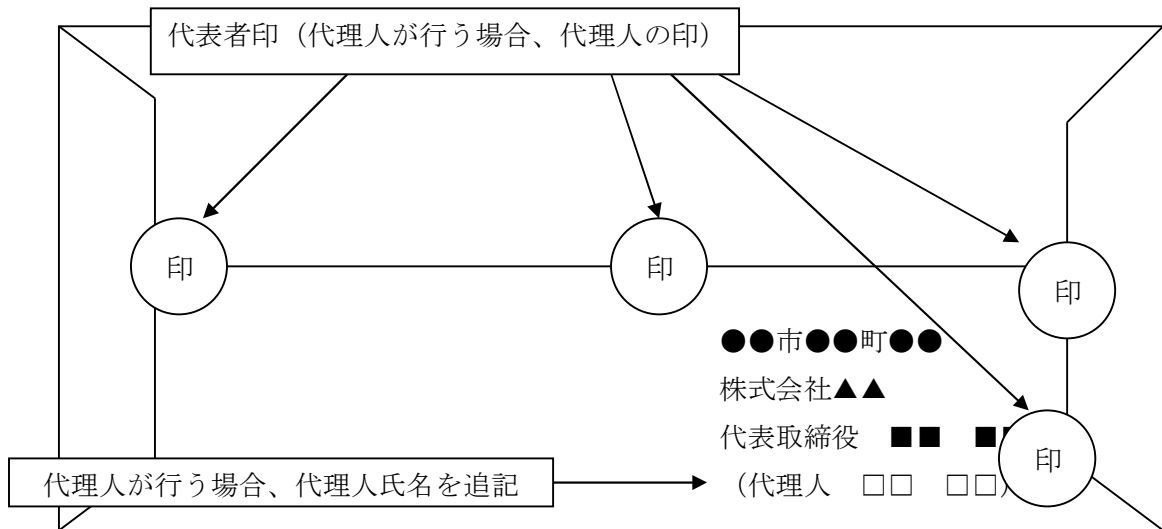 代表者印（代理人が行う場合、代理人の印）
印
印
印
●●市●●町●●
株式会社▲▲
代表取締役　■■　■■
印
代理人が行う場合、代理人氏名を追記
（代理人　□□　□□）